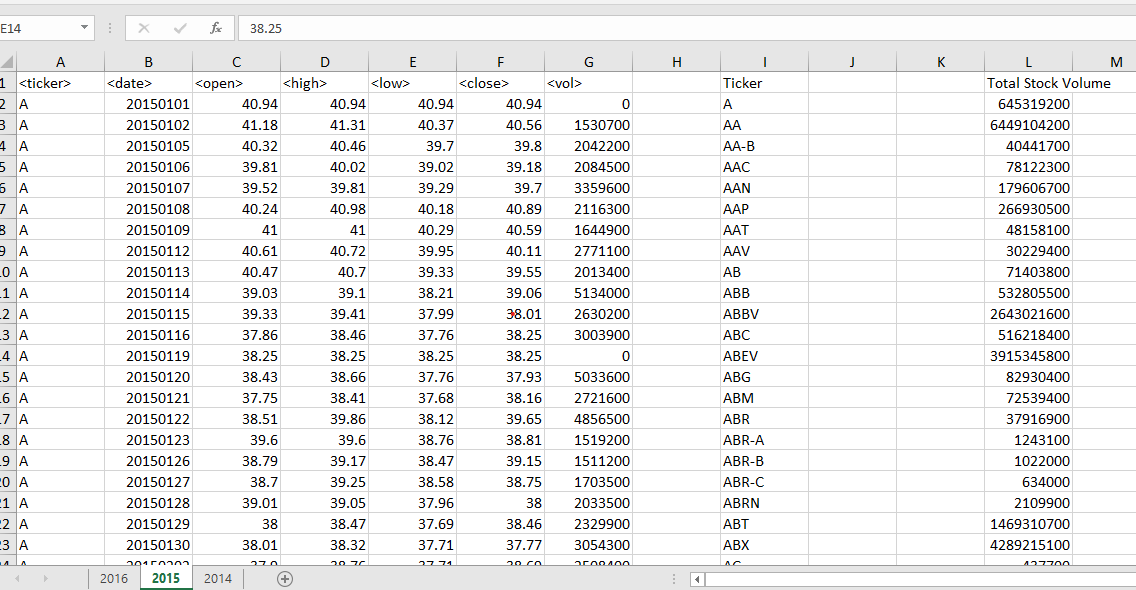 E14 fx 38.25
A B C D E F G H I J K L M
1 <ticker> <date> <open> <high> <low> <close> <vol> Ticker Total Stock Volume
2 A 20150101 40.94 40.94 40.94 40.94 0 A 645319200
3 A 20150102 41.18 41.31 40.37 40.56 1530700 AA 6449104200
4 A 20150105 40.32 40.46 39.7 39.8 2042200 AA-B 40441700
5 A 20150106 39.81 40.02 39.02 39.18 2084500 AAC 78122300
6 A 20150107 39.52 39.81 39.29 39.7 3359600 AAN 179606700
7 A 20150108 40.24 40.98 40.18 40.89 2116300 AAP 266930500
8 A 20150109 41 41 40.29 40.59 1644900 AAT 48158100
9 A 20150112 40.61 40.72 39.95 40.11 2771100 AAV 30229400
0 A 20150113 40.47 40.7 39.33 39.55 2013400 AB 71403800
1 A 20150114 39.03 39.1 38.21 39.06 5134000 ABB 532805500
2 A 20150115 39.33 39.41 37.99 38.01 2630200 ABBV 2643021600
3 A 20150116 37.86 38.46 37.76 38.25 3003900 ABC 516218400
4 A 20150119 38.25 38.25 38.25 38.25 0 ABEV 3915345800
5 A 20150120 38.43 38.66 37.76 37.93 5033600 ABG 82930400
6 A 20150121 37.75 38.41 37.68 38.16 2721600 ABM 72539400
7 A 20150122 38.51 39.86 38.12 39.65 4856500 ABR 37916900
8 A 20150123 39.6 39.6 38.76 38.81 1519200 ABR-A 1243100
9 A 20150126 38.79 39.17 38.47 39.15 1511200 ABR-B 1022000
20 A 20150127 38.7 39.25 38.58 38.75 1703500 ABR-C 634000
21 A 20150128 39.01 39.05 37.96 38 2033500 ABRN 2109900
22 A 20150129 38 38.47 37.69 38.46 2329900 ABT 1469310700
23 A 20150130 38.01 38.32 37.71 37.77 3054300 ABX 4289215100
2016 2015 2014